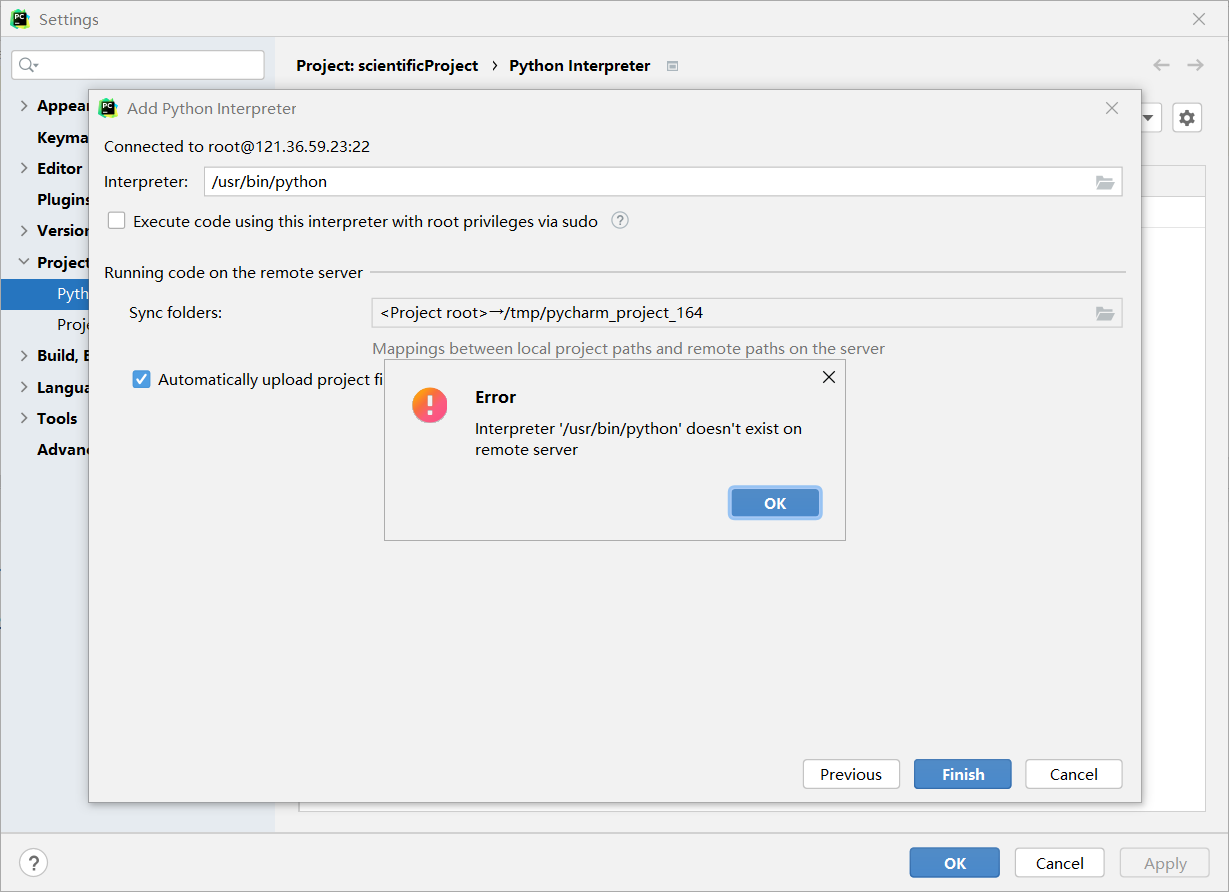 Settings
Project: scientificProject › Python Interpreter
Appea
Keyma
Editor
Plugins
Version
Project
Pyth
Proje
Build, E
Langua
Tools
Advanc
Add Python Interpreter
Connected to root@121.36.59.23:22
Interpreter: /usr/bin/python
Execute code using this interpreter with root privileges via sudo ?
Running code on the remote server
Sync folders: <Project root>→/tmp/pycharm_project_164
Mappings between local project paths and remote paths on the server
Automatically upload project fi
Error
Interpreter '/usr/bin/python' doesn't exist on
remote server
OK
Previous Finish Cancel
? OK Cancel Apply